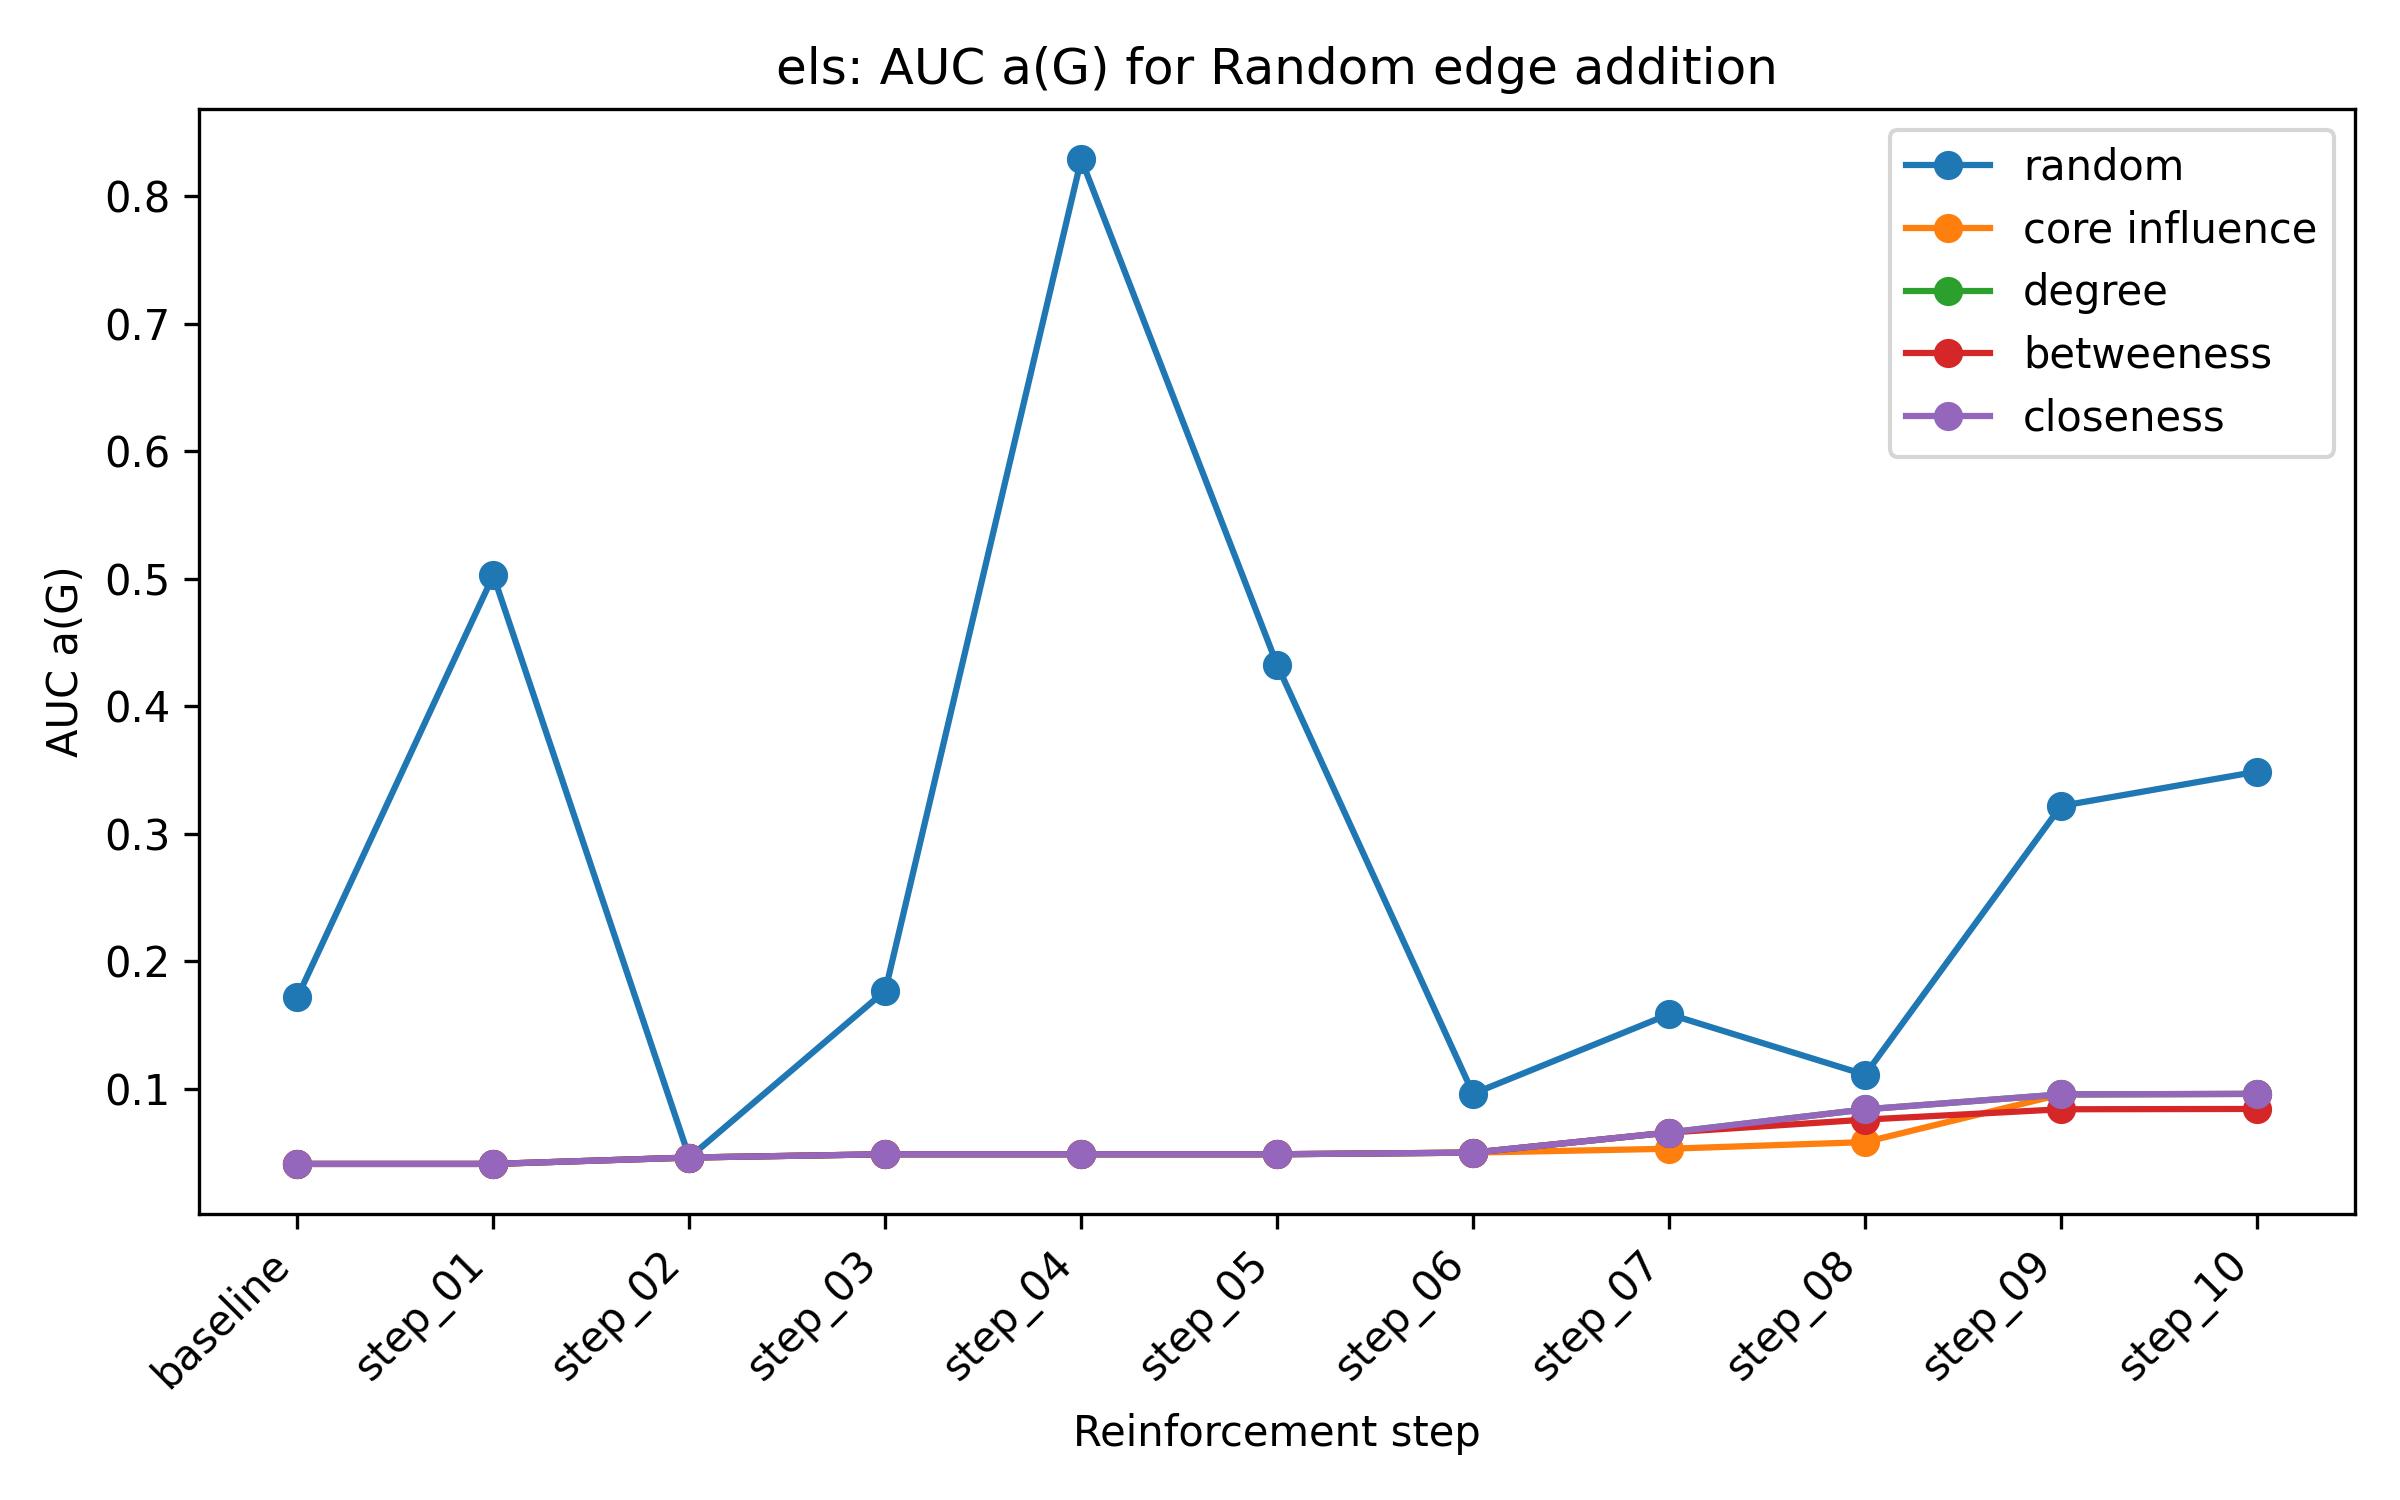 els: AUC a(G) for Random edge addition
random
core influence
degree
betweeness
closeness
AUC a(G)
0.8
0.7
0.6
0.5
0.4
0.3
0.2
0.1
baseline
step_01
step_02
step_03
step_04
step_05
step_06
step_07
step_08
step_09
step_10
Reinforcement step